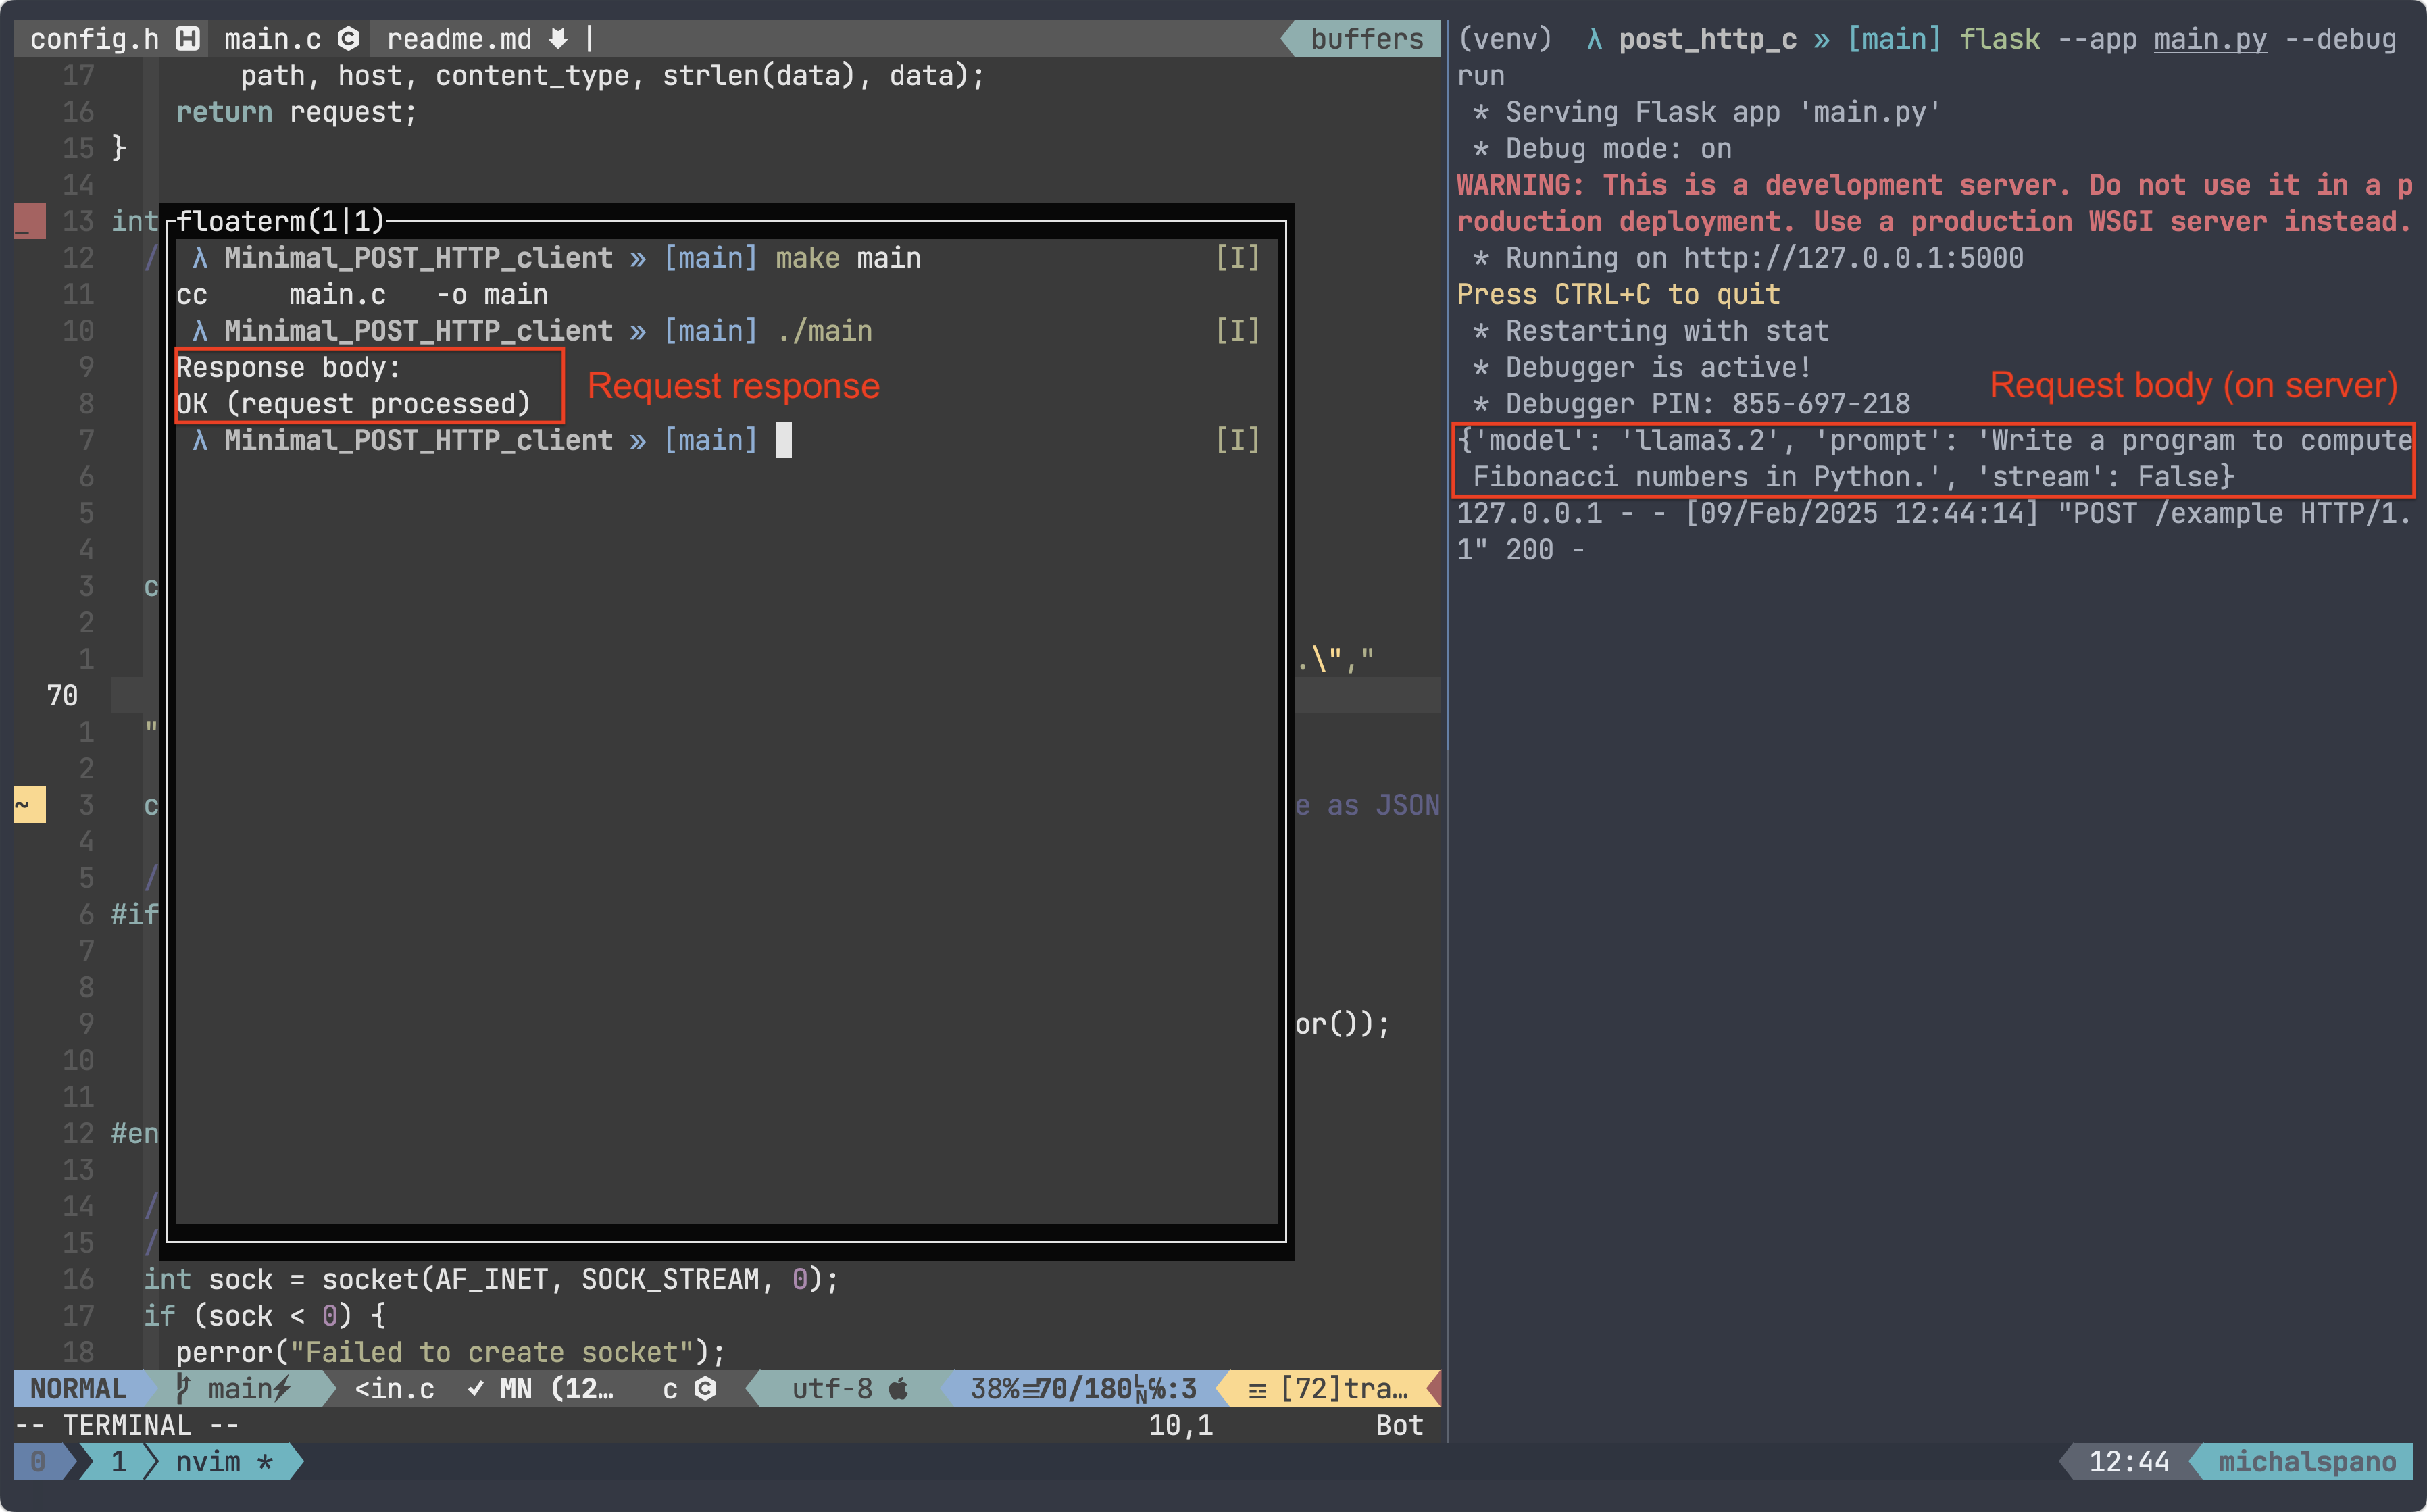 config.h H main.c C readme.md buffers
17 path, host, content_type, strlen(data), data);
16 return request;
15 }
14
_ 13 int
12 /
11
10
9
8
7
6
5
4
3 c
2
1 .\","
70
1 "
2
~ 3 c e as JSON
4
5 /
6 #if
7
8
9 or());
10
11
12 #en
13
14 /
15 /
16 int sock = socket(AF_INET, SOCK_STREAM, 0);
17 if (sock < 0) {
18 perror("Failed to create socket");
floaterm(1|1)
λ Minimal_POST_HTTP_client » [main] make main [I]
cc main.c -o main
λ Minimal_POST_HTTP_client » [main] ./main [I]
Response body:
OK (request processed)
Request response
λ Minimal_POST_HTTP_client » [main] [I]
NORMAL main <in.c ✓ MN (12… c C utf-8 38%≡70/180 LN ℅:3 ☲ [72]tra…
-- TERMINAL -- 10,1 Bot
(venv) λ post_http_c » [main] flask --app main.py --debug
run
* Serving Flask app 'main.py'
* Debug mode: on
WARNING: This is a development server. Do not use it in a p
roduction deployment. Use a production WSGI server instead.
* Running on http://127.0.0.1:5000
Press CTRL+C to quit
* Restarting with stat
* Debugger is active!
* Debugger PIN: 855-697-218
Request body (on server)
{'model': 'llama3.2', 'prompt': 'Write a program to compute
Fibonacci numbers in Python.', 'stream': False}
127.0.0.1 - - [09/Feb/2025 12:44:14] "POST /example HTTP/1.
1" 200 -
0 1 nvim * 12:44 michalspano